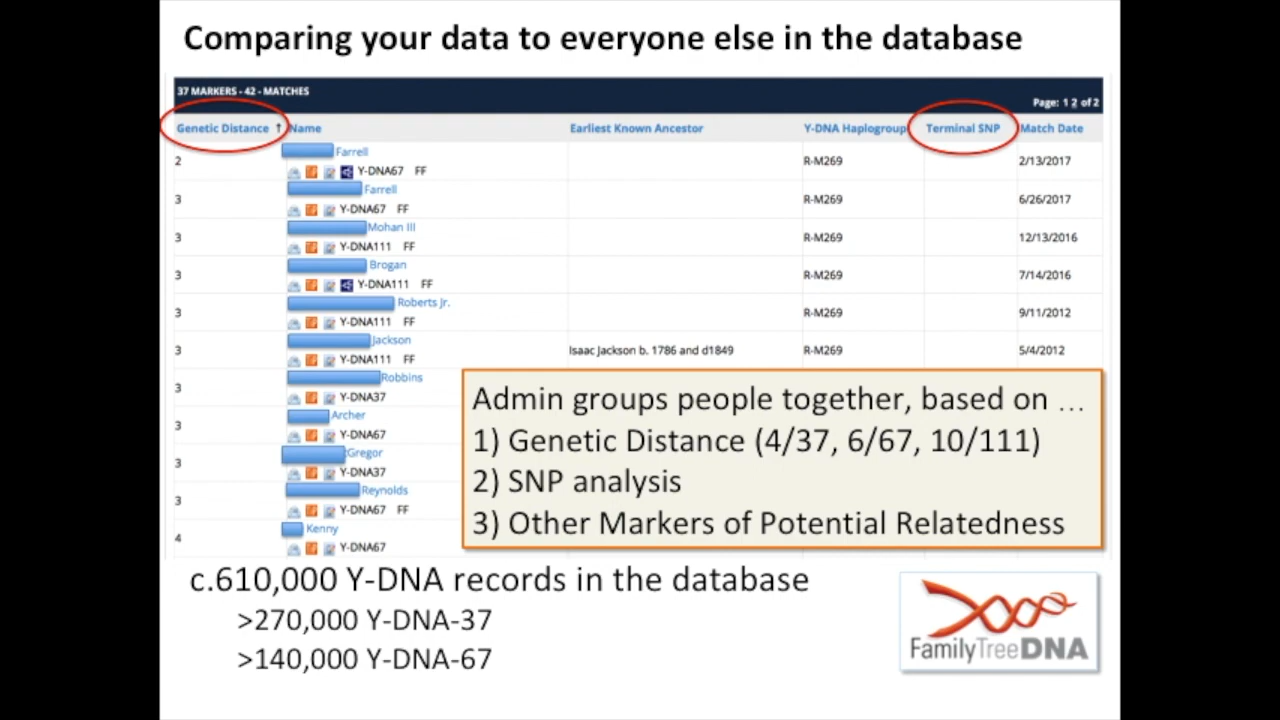 Comparing your data to everyone else in the database
37 MARKERS - 42 - MATCHES
Page: 1 2 of 2
Genetic Distance ↑ Name Earliest Known Ancestor Y-DNA Haplogroup Terminal SNP Match Date
Farrell
2 R-M269 2/13/2017
Y-DNA67 FF
Farrell
3 R-M269 6/26/2017
Y-DNA67 FF
Mohan III
3 R-M269 12/13/2016
Y-DNA111 FF
Brogan
3 R-M269 7/14/2016
Y-DNA111 FF
Roberts Jr.
3 R-M269 9/11/2012
Y-DNA111 FF
Jackson
3 Isaac Jackson b. 1786 and d1849 R-M269 5/4/2012
Y-DNA111 FF
Robbins
3
Y-DNA37
Archer
3
Y-DNA67
Gregor
3
Y-DNA37
Reynolds
3
Y-DNA67 FF
Kenny
4
Y-DNA67
Admin groups people together, based on ...
1) Genetic Distance (4/37, 6/67, 10/111)
2) SNP analysis
3) Other Markers of Potential Relatedness
c.610,000 Y-DNA records in the database
>270,000 Y-DNA-37
>140,000 Y-DNA-67
FamilyTreeDNA